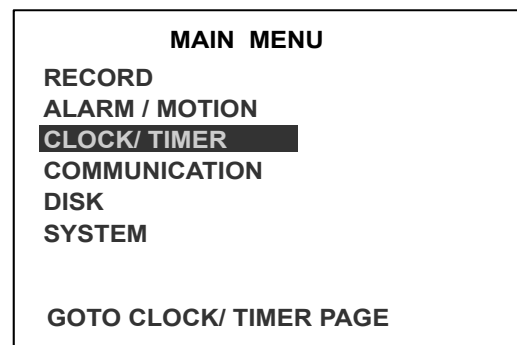 MAIN MENU
RECORD
ALARM / MOTION
CLOCK/ TIMER
COMMUNICATION
DISK
SYSTEM
GOTO CLOCK/ TIMER PAGE